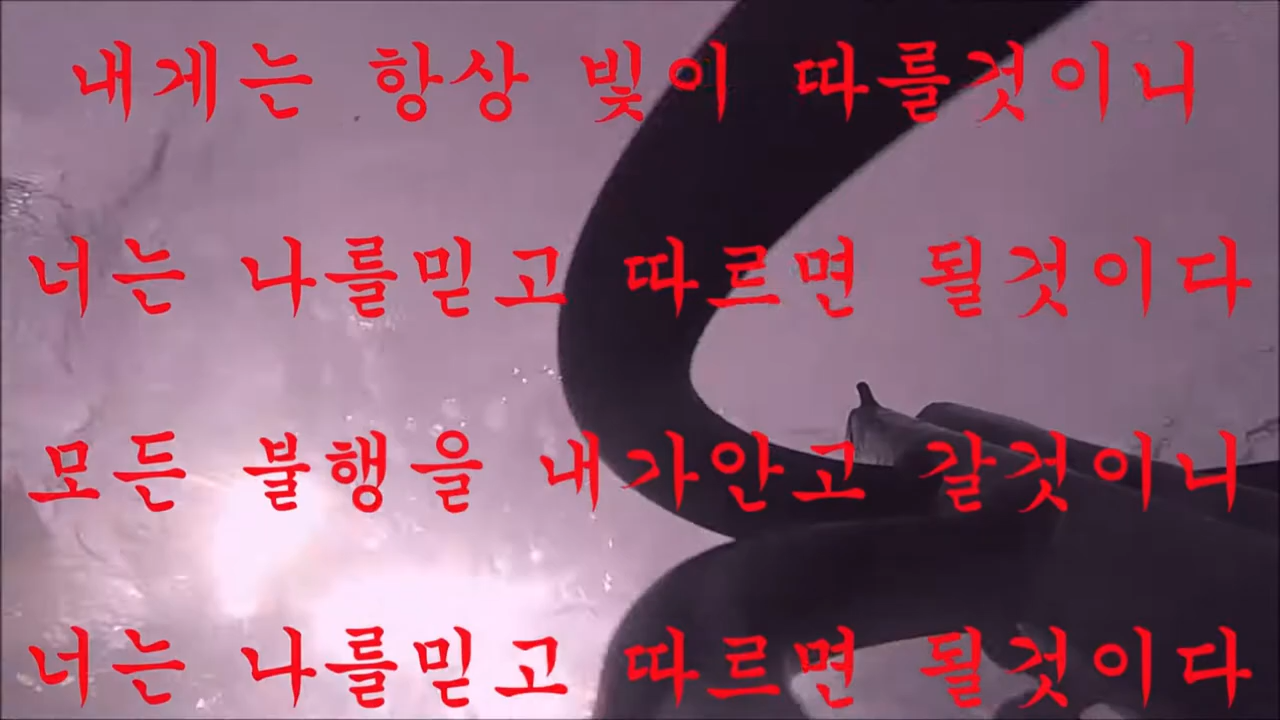 내게는 항상 빛이 따를것이니
너는 나를믿고 따르면 될것이다
모든 불행을 내가안고 갈것이니
너는 나를믿고 따르면 될것이다